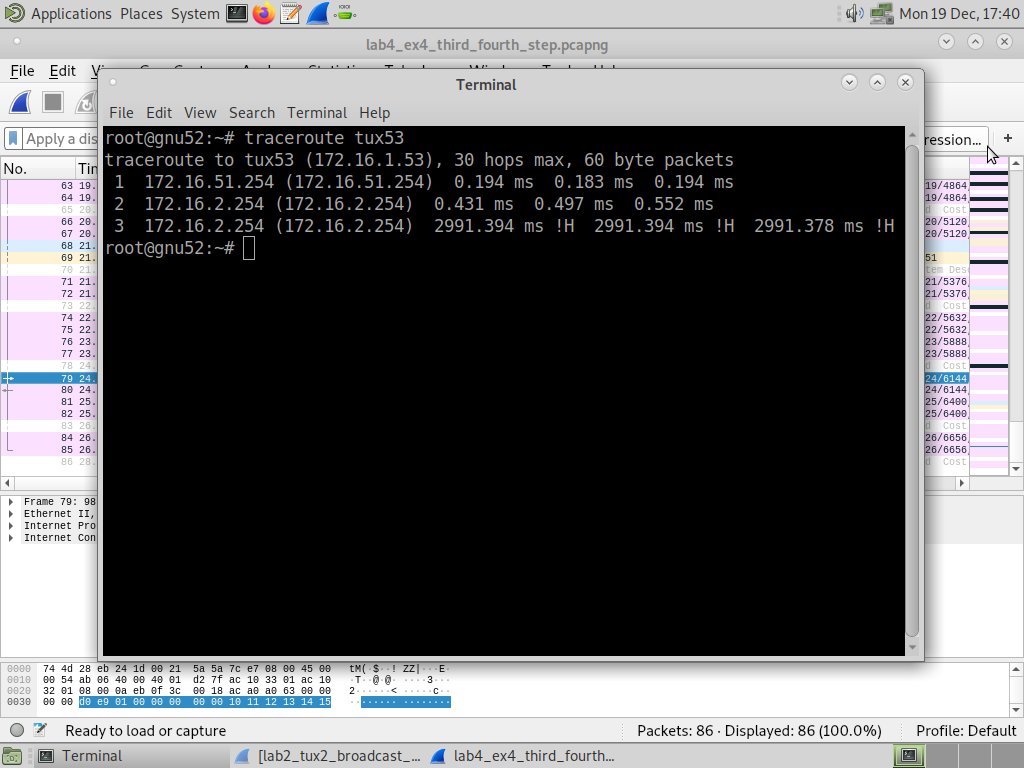 Applications Places System Mon 19 Dec, 17:40
lab4_ex4_third_fourth_step.pcapng
File Edit
Terminal
File Edit View Search Terminal Help
Apply a dis
ression... +
root@gnu52:~# traceroute tux53
traceroute to tux53 (172.16.1.53), 30 hops max, 60 byte packets
1 172.16.51.254 (172.16.51.254) 0.194 ms 0.183 ms 0.194 ms
2 172.16.2.254 (172.16.2.254) 0.431 ms 0.497 ms 0.552 ms
3 172.16.2.254 (172.16.2.254) 2991.394 ms !H 2991.394 ms !H 2991.378 ms !H
root@gnu52:~#
No. Tin
63 19. 19/4864,
64 19. 19/4864,
65 20. d Cost
66 20. 20/5120,
67 20. 20/5120,
68 21.
69 21. 51
70 21. tem Desc
71 21. 21/5376,
72 21. 21/5376,
73 22. d Cost
74 22. 22/5632,
75 22. 22/5632,
76 23. 23/5888,
77 23. 23/5888,
78 24. d Cost
79 24. 24/6144,
80 24. 24/6144,
81 25. 25/6400,
82 25. 25/6400,
83 26. d Cost
84 26. 26/6656,
85 26. 26/6656,
86 28. d Cost
Frame 79: 98
Ethernet II,
Internet Pro
Internet Con
0000 74 4d 28 eb 24 1d 00 21 5a 5a 7c e7 08 00 45 00 tM(·$··! ZZ|···E·
0010 00 54 ab 06 40 00 40 01 d2 7f ac 10 33 01 ac 10 ·T··@·@· ····3···
0020 32 01 08 00 0a eb 0f 3c 00 18 ac a0 a0 63 00 00 2······< ·····c··
0030 00 00 d0 e9 01 00 00 00 00 00 10 11 12 13 14 15 ········ ········
Ready to load or capture Packets: 86 · Displayed: 86 (100.0%) Profile: Default
Terminal [lab2_tux2_broadcast_... lab4_ex4_third_fourth...